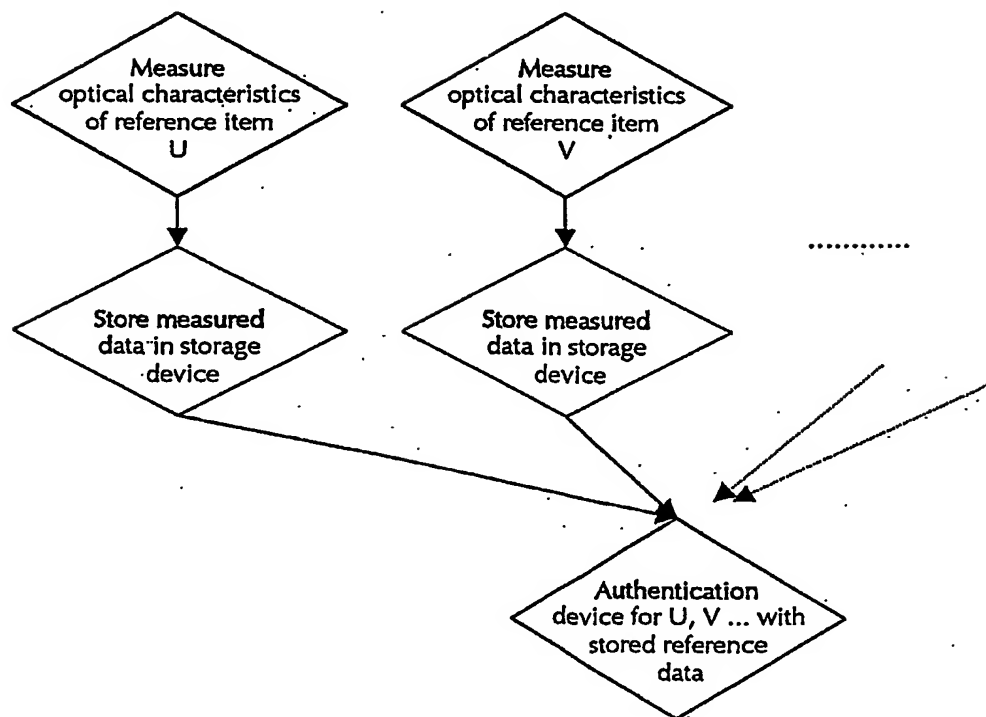 Measure
optical characteristics
of reference item
U
Measure
optical characteristics
of reference item
V
Store measured
data in storage
device
Store measured
data in storage
device
Authentication
device for U, V ... with
stored reference
data